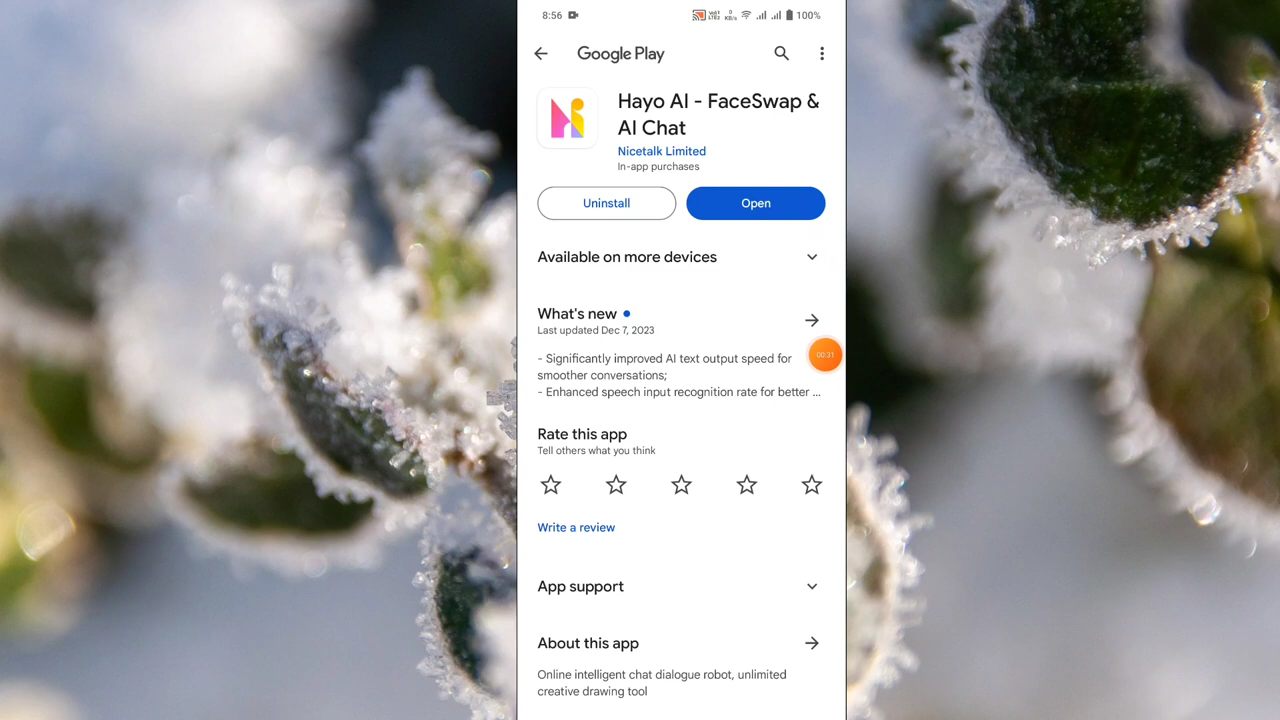 8:56
100%
Google Play
Hayo AI - FaceSwap &
AI Chat
Nicetalk Limited
In-app purchases
Uninstall
Open
Available on more devices
What's new
Last updated Dec 7, 2023
- Significantly improved AI text output speed for
smoother conversations;
- Enhanced speech input recognition rate for better ...
00:31
Rate this app
Tell others what you think
Write a review
App support
About this app
Online intelligent chat dialogue robot, unlimited
creative drawing tool